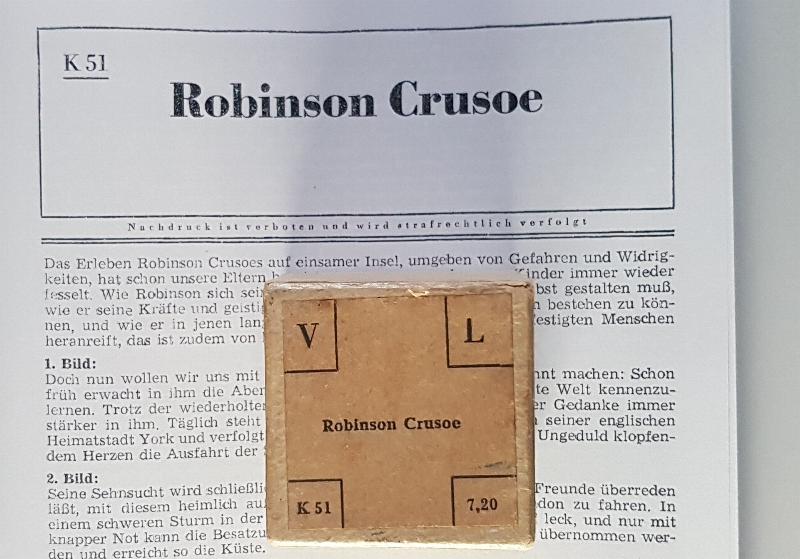 K 51
Robinson Crusoe
Nachdruck ist verboten und wird strafrechtlich verfolgt
Das Erleben Robinson Crusoes auf einsamer Insel, umgeben von Gefahren und Widrig-
keiten, hat schon unsere Eltern Kinder immer wieder
fesselt. Wie Robinson sich sein bst gestalten muß,
wie er seine Kräfte und geistig n bestehen zu kön-
nen, und wie er in jenen lan festigten Menschen
heranreift, das ist zudem von
1. Bild:
Doch nun wollen wir uns mit nnt machen: Schon
früh erwacht in ihm die Aben te Welt kennenzu-
lernen. Trotz der wiederholten er Gedanke immer
stärker in ihm. Täglich steht seiner englischen
Heimatstadt York und verfolgt Ungeduld klopfen-
dem Herzen die Ausfahrt der
2. Bild:
Seine Sehnsucht wird schließli Freunde überreden
läßt, mit diesem heimlich au don zu fahren. In
einem schweren Sturm in der leck, und nur mit
knapper Not kann die Besatzu übernommen wer-
den und erreicht so die Küste.
V
L
Robinson Crusoe
K 51
7,20